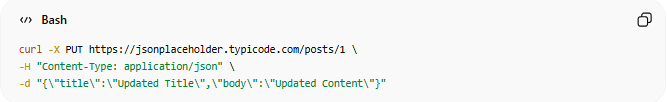 Bash
curl -X PUT https://jsonplaceholder.typicode.com/posts/1 \
-H "Content-Type: application/json" \
-d "{\"title\":\"Updated Title\",\"body\":\"Updated Content\"}"